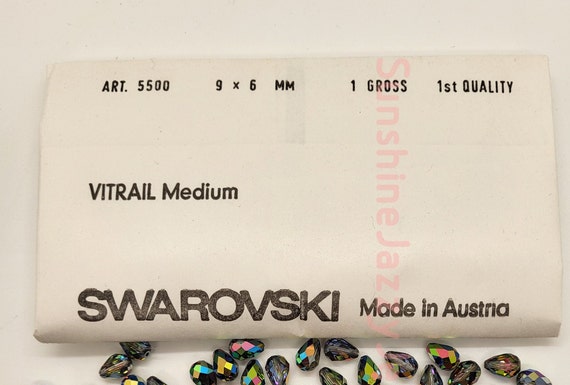 ART. 5500 9 × 6 MM 1 GROSS 1st QUALITY
VITRAIL Medium
SWAROVSKI Made in Austria
SunshineJazzy